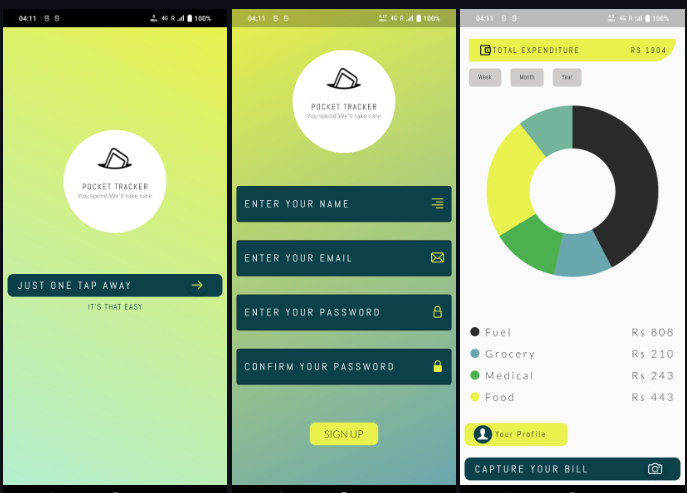 04:11 4G R 100%
POCKET TRACKER
You spend We'll take care
JUST ONE TAP AWAY
IT'S THAT EASY
04:11 4G R 100%
POCKET TRACKER
You spend We'll take care
ENTER YOUR NAME
ENTER YOUR EMAIL
ENTER YOUR PASSWORD
CONFIRM YOUR PASSWORD
SIGN UP
04:11 4G R 100%
TOTAL EXPENDITURE RS 1904
Week Month Year
Fuel Rs 808
Grocery Rs 210
Medical Rs 243
Food Rs 443
Your Profile
CAPTURE YOUR BILL